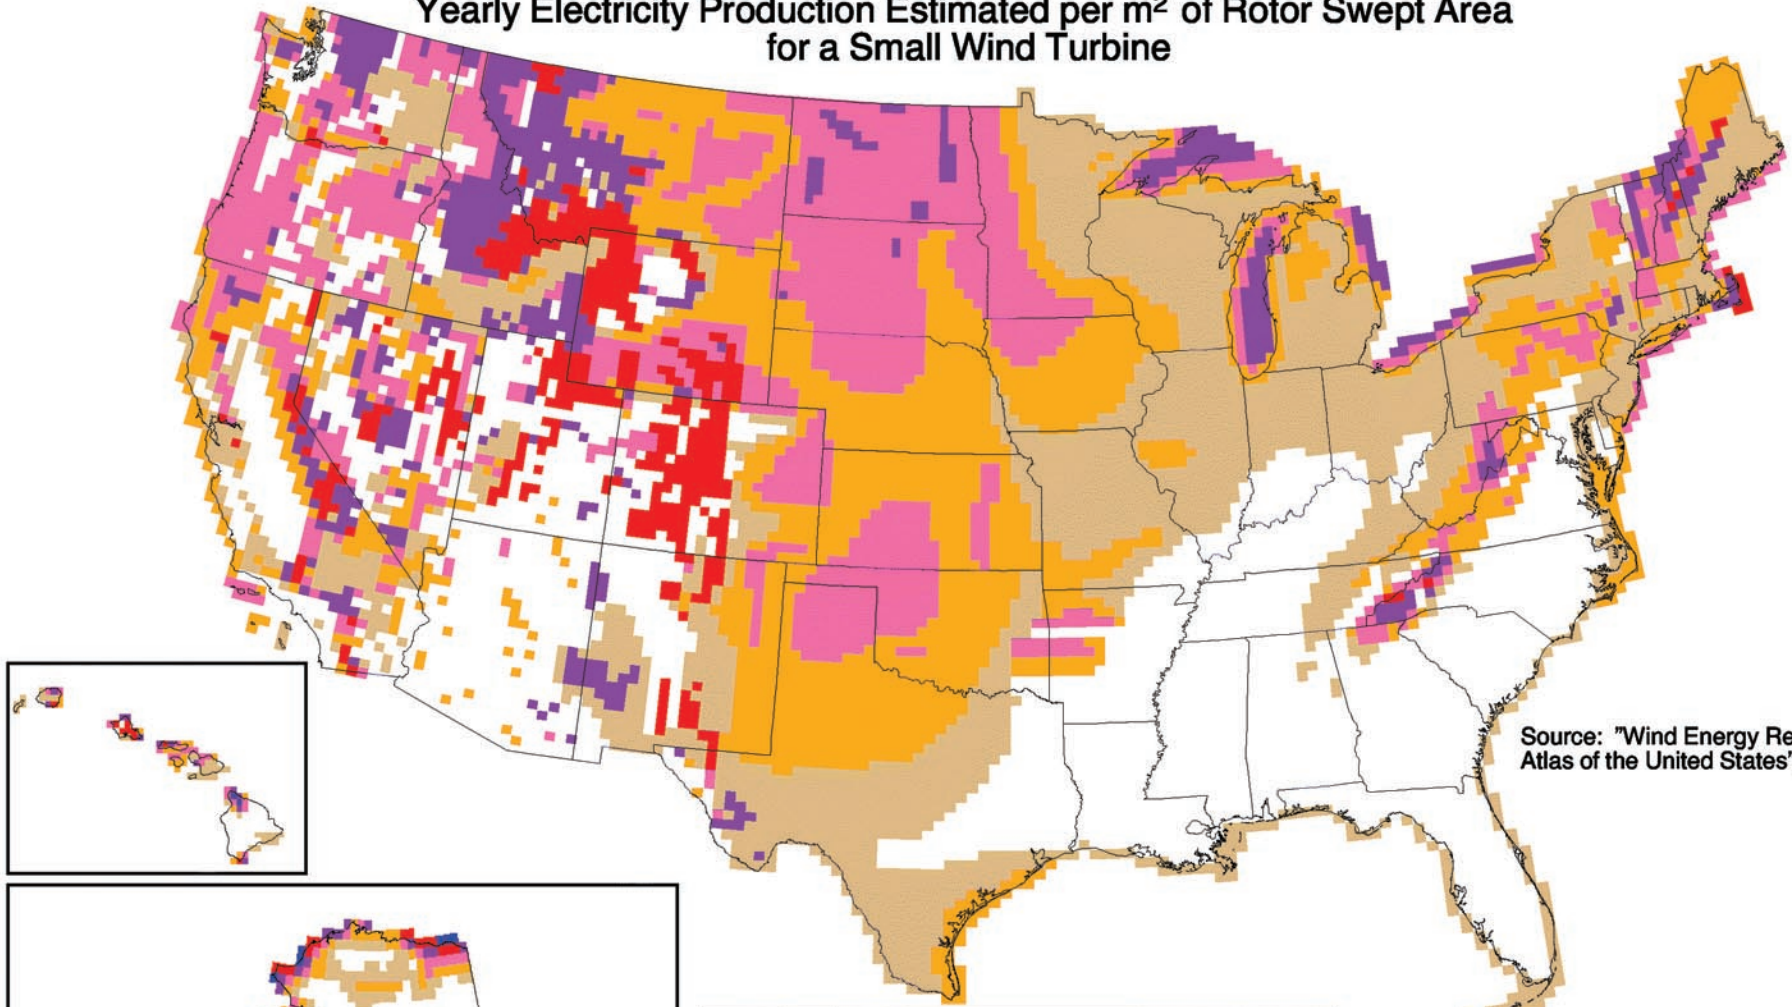 Yearly Electricity Production Estimated per m² of Rotor Swept Area
for a Small Wind Turbine
Source: "Wind Energy Re
Atlas of the United States"